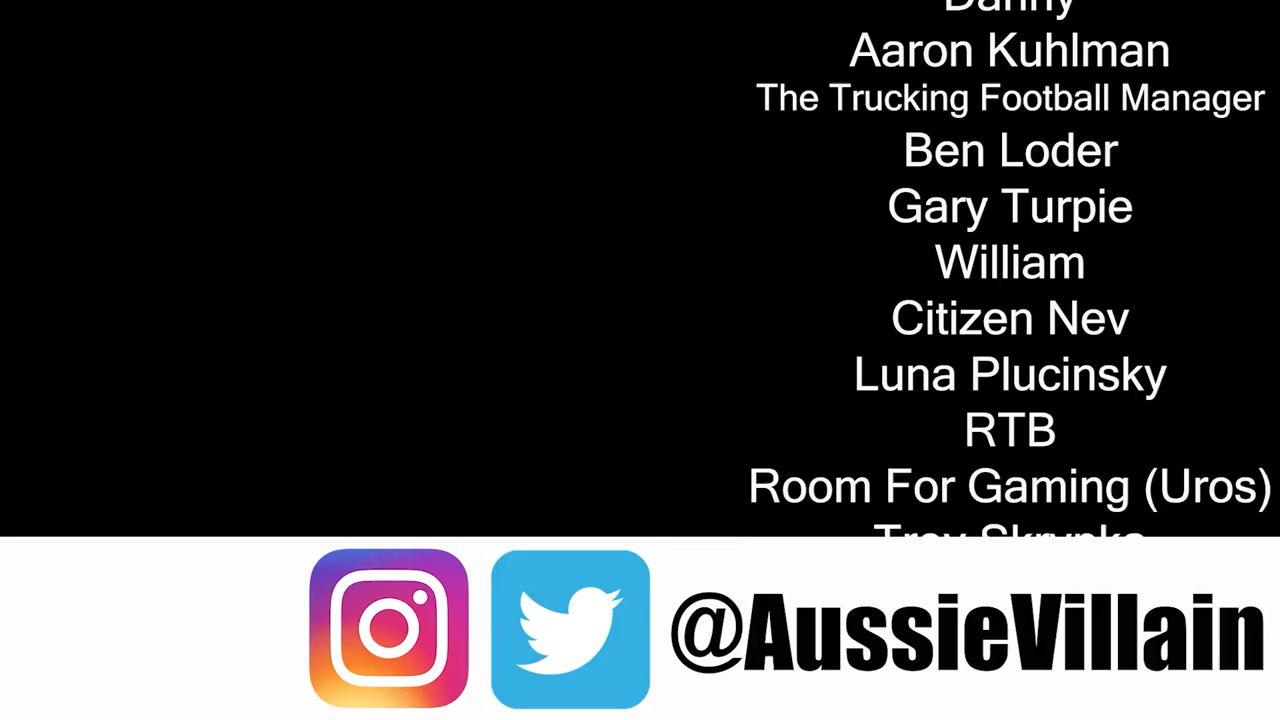 Danny
Aaron Kuhlman
The Trucking Football Manager
Ben Loder
Gary Turpie
William
Citizen Nev
Luna Plucinsky
RTB
Room For Gaming (Uros)
@AussieVillain